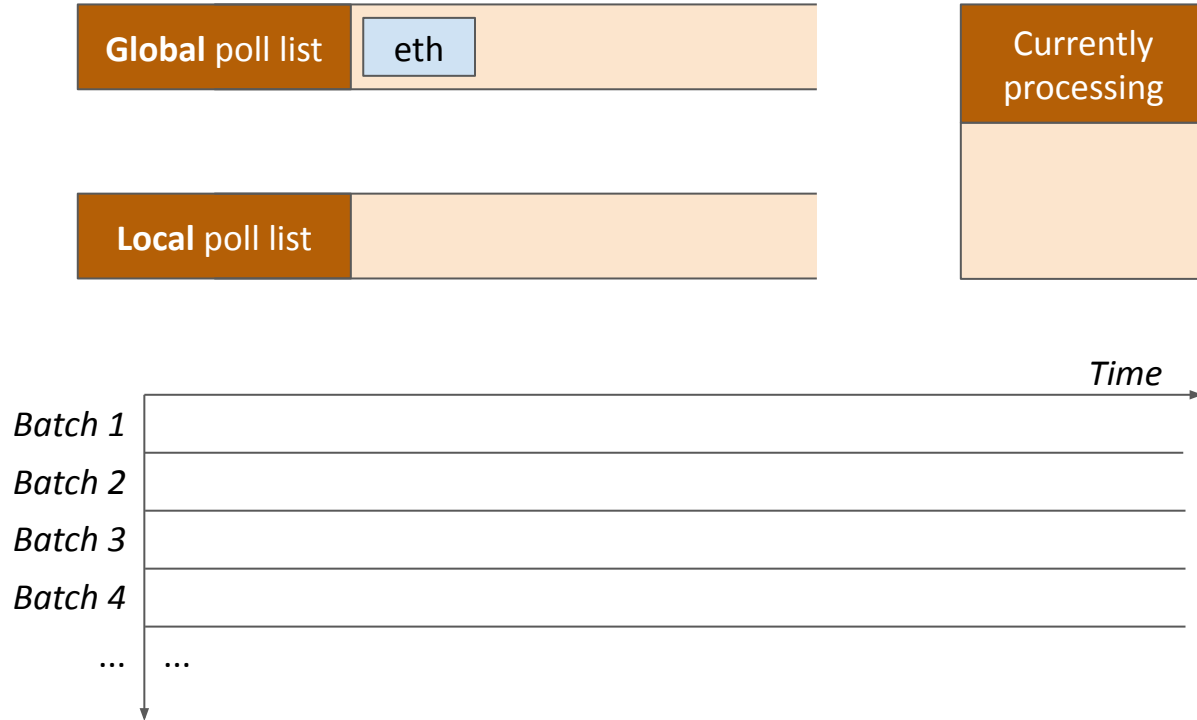 Global poll list
eth
Currently
processing
Local poll list
Time
Batch 1
Batch 2
Batch 3
Batch 4
... ...